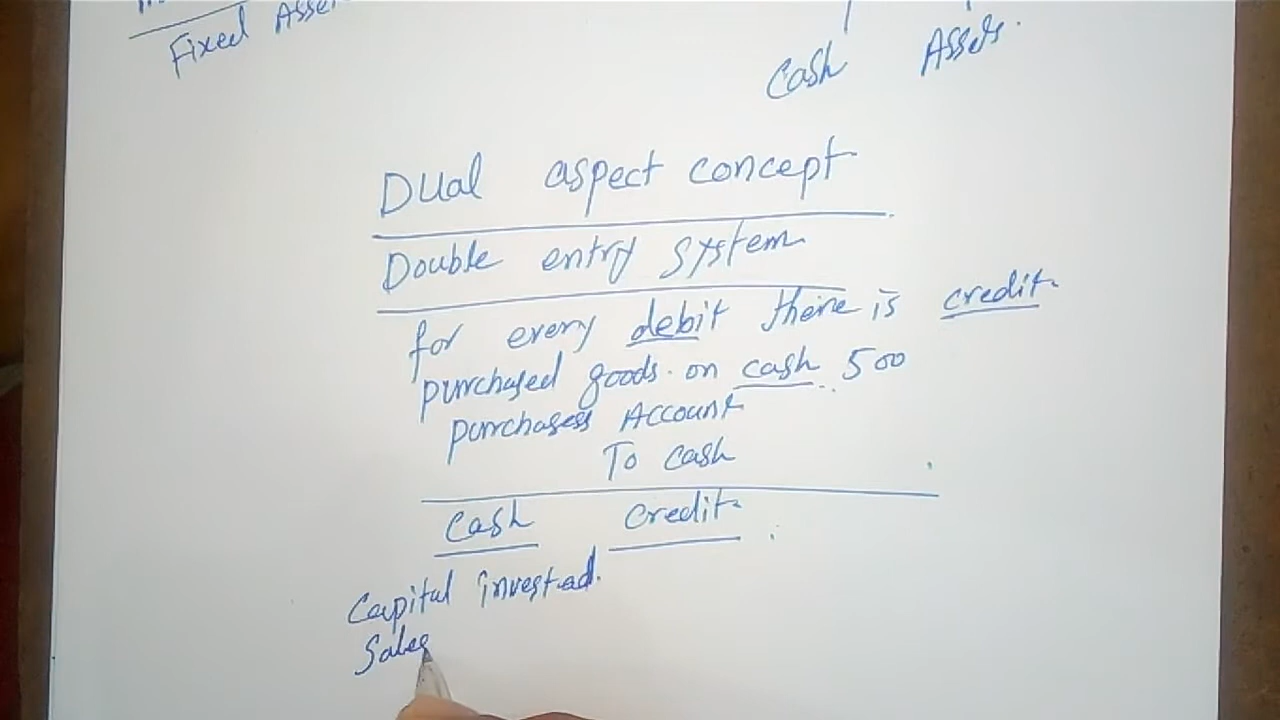 Fixed
Cash Assets.
Dual aspect concept
Double entry system
for every debit there is credit
purchased goods on cash 500
purchases Account
To cash
Cash Credit
Capital invested.
Sales